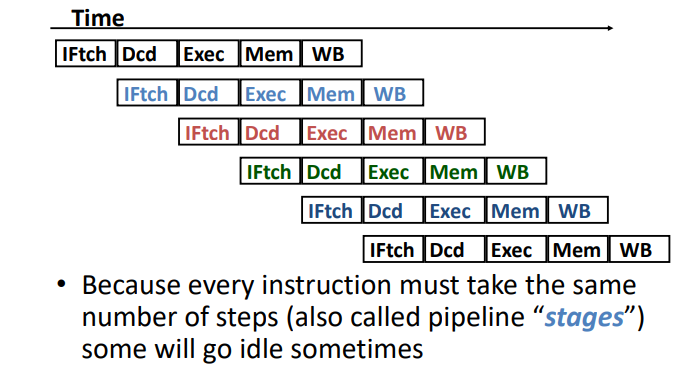 Time
IFtch Dcd Exec Mem WB
IFtch Dcd Exec Mem WB
IFtch Dcd Exec Mem WB
IFtch Dcd Exec Mem WB
IFtch Dcd Exec Mem WB
IFtch Dcd Exec Mem WB
• Because every instruction must take the same
number of steps (also called pipeline “stages”)
some will go idle sometimes